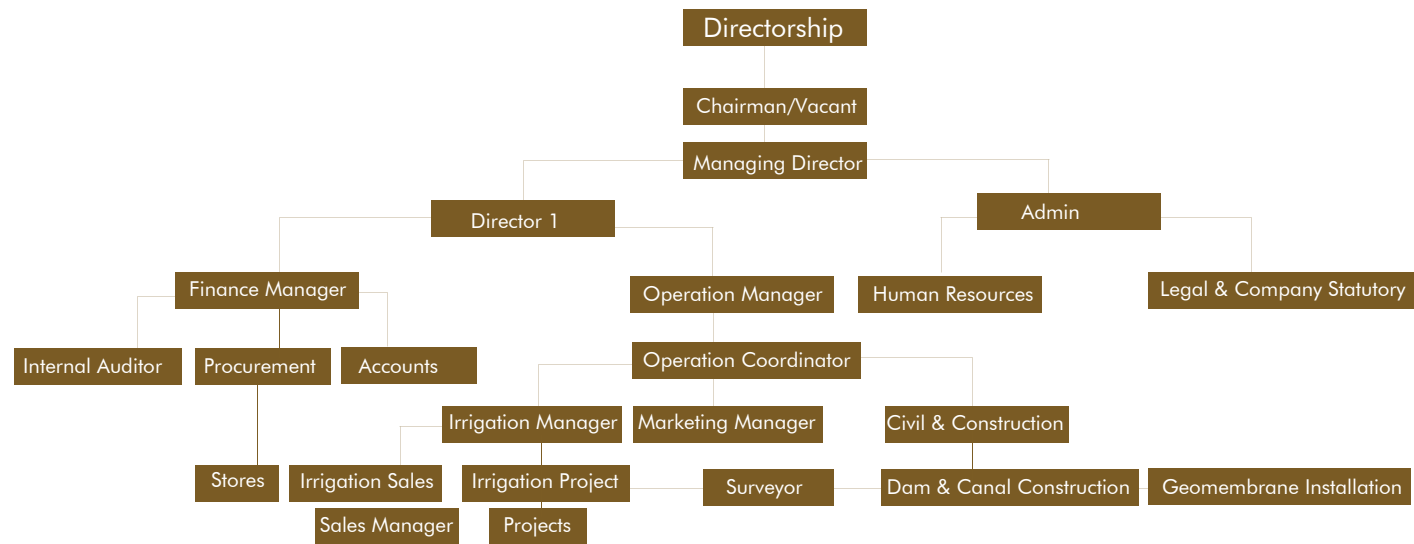 Directorship
Chairman/Vacant
Managing Director
Director 1
Admin
Finance Manager
Operation Manager
Human Resources
Legal & Company Statutory
Internal Auditor
Procurement
Accounts
Operation Coordinator
Irrigation Manager
Marketing Manager
Civil & Construction
Stores
Irrigation Sales
Irrigation Project
Surveyor
Dam & Canal Construction
Geomembrane Installation
Sales Manager
Projects